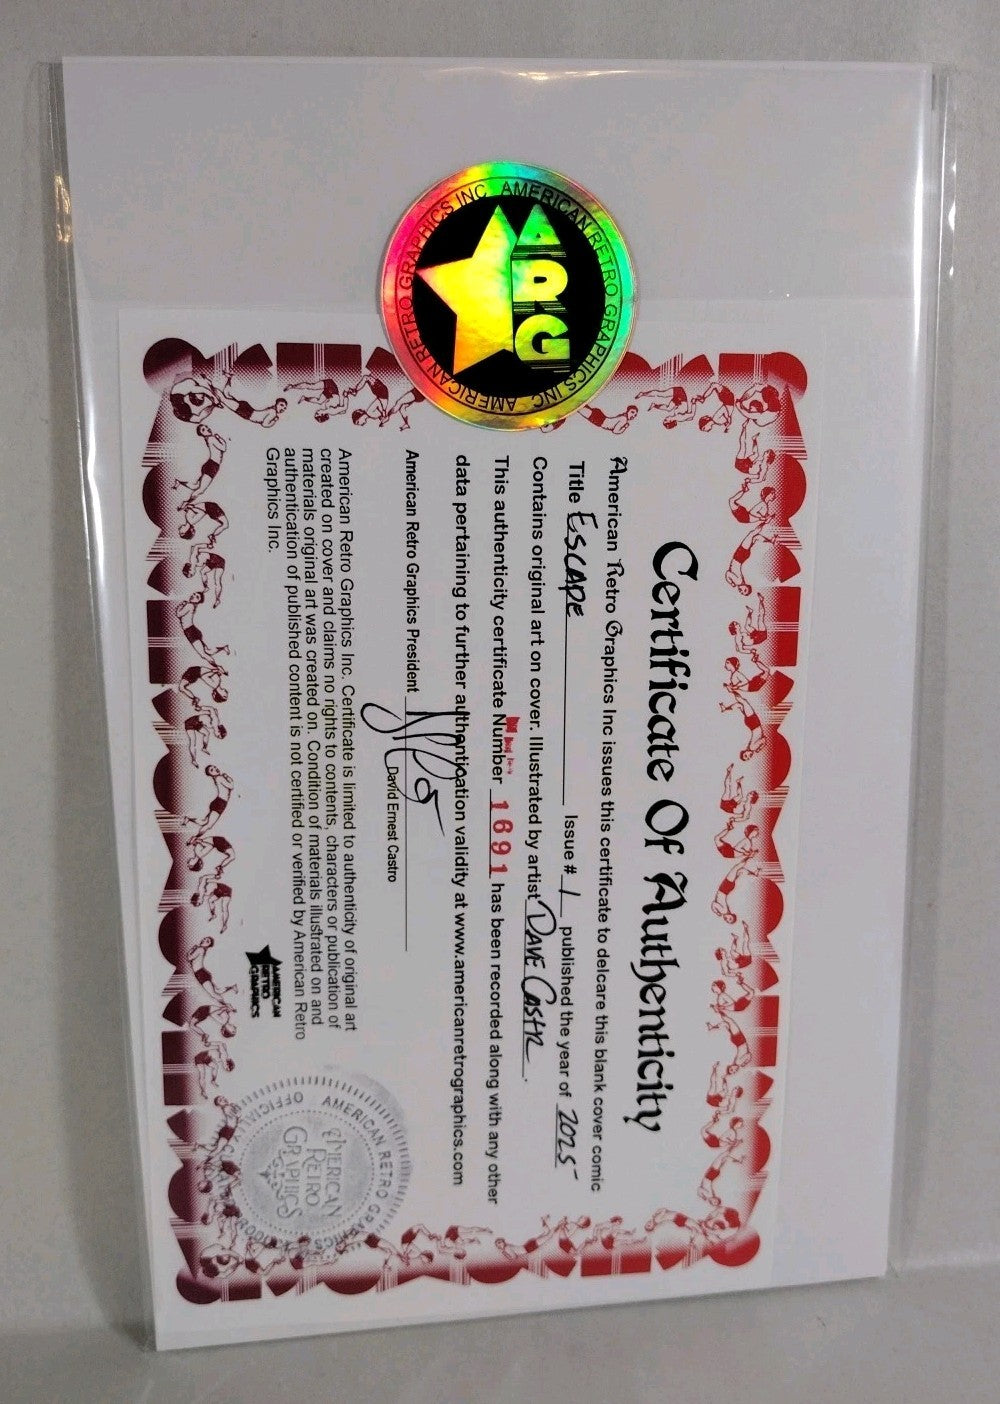 AMERICAN RETRO GRAPHICS INC AMERICAN RETRO GRAPHICS INC
ARG
Certificate Of Authenticity
American Retro Graphics Inc issues this certificate to delcare this blank cover comic
Title Escape Issue # 1 published the year of 2025
Contains original art on cover. Illustrated by artist Dave Castr.
This authenticity certificate Number 1691 has been recorded along with any other
data pertaining to further authentication validity at www.americanretrographics.com
American Retro Graphics President
David Ernest Castro
American Retro Graphics Inc. Certificate is limited to authenticity of original art
created on cover and claims no rights to contents, characters or publication of
materials original art was created on. Condition of materials illustrated on and
authentication of published content is not certified or verified by American Retro
Graphics Inc.
AMERICAN
RETRO
GRAPHICS
AMERICAN RETRO GRAPHICS
OFFICIAL
AMERICAN
RETRO
GRAPHICS